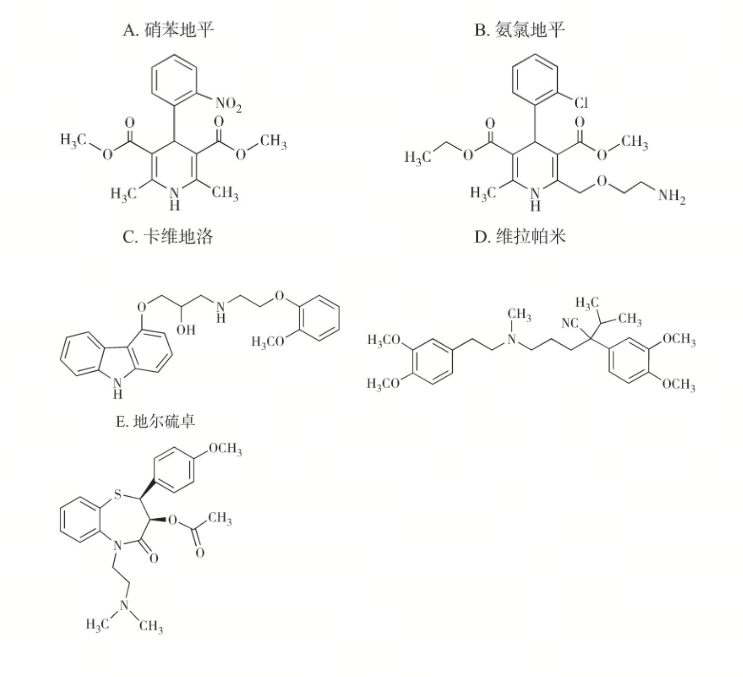 A. 硝苯地平
B. 氨氯地平
NO2
O
O
H3C
O
O
CH3
H3C
N
H
CH3
Cl
O
O
H3C
O
O
CH3
H3C
N
H
O
NH2
C. 卡维地洛
D. 维拉帕米
O
OH
N
H
O
H3CO
N
H
H3CO
H3CO
CH3
N
NC
H3C
CH3
OCH3
OCH3
E. 地尔硫卓
OCH3
S
O
CH3
O
N
O
N
H3C
CH3